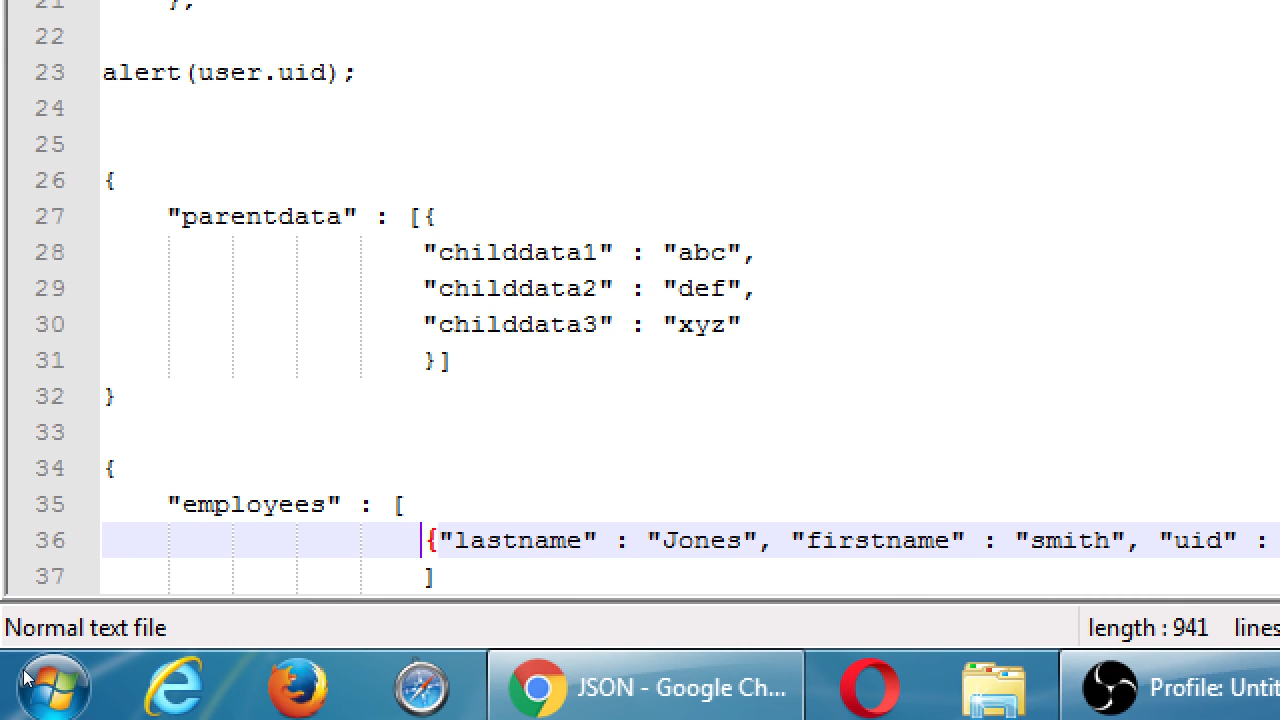 21 },
22
23 alert(user.uid);
24
25
26 {
27 "parentdata" : [{
28 "childdata1" : "abc",
29 "childdata2" : "def",
30 "childdata3" : "xyz"
31 }]
32 }
33
34 {
35 "employees" : [
36 {"lastname" : "Jones", "firstname" : "smith", "uid" :
37 ]
Normal text file length : 941 lines
JSON - Google Ch... Profile: Unti